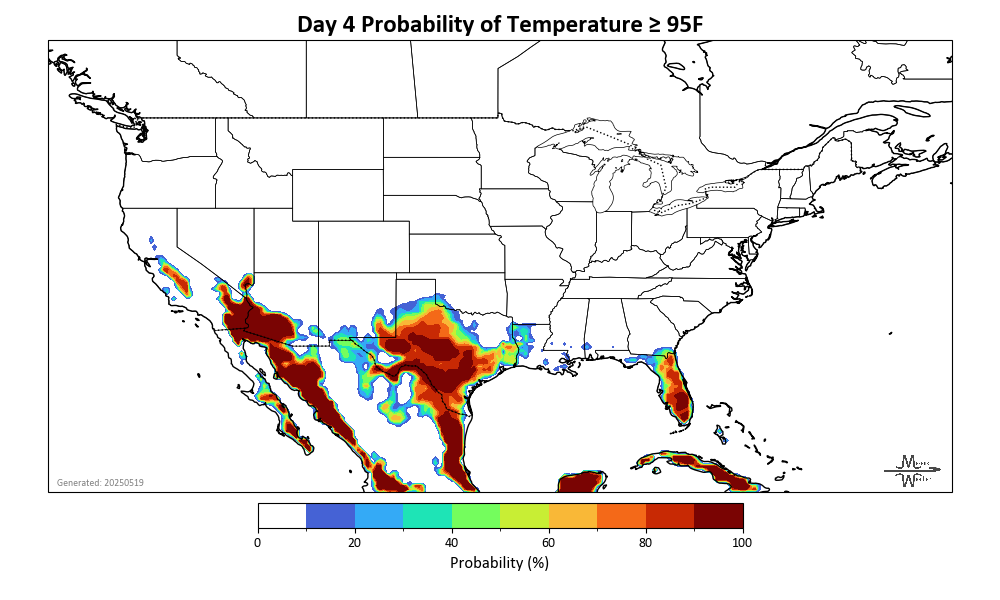 Day 4 Probability of Temperature ≥ 95F
Generated: 20250519
0 20 40 60 80 100
Probability (%)